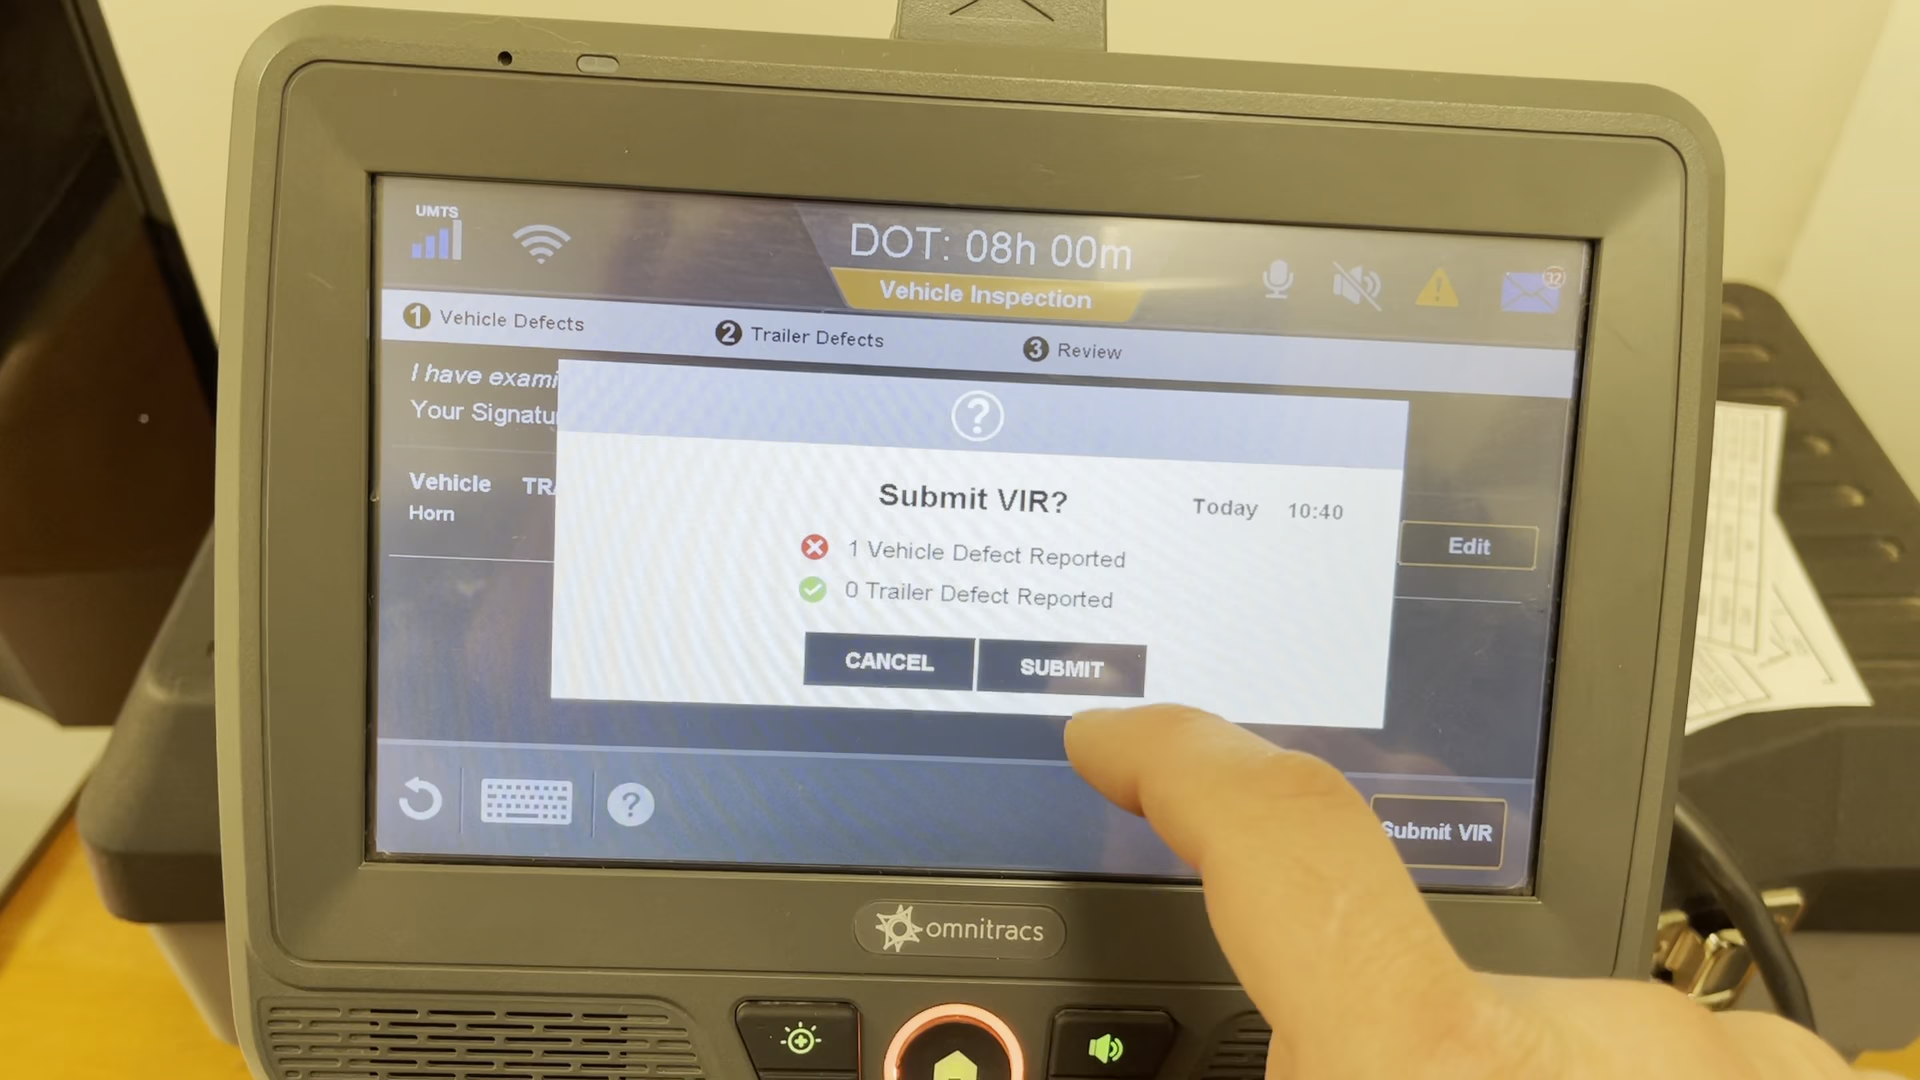 UMTS
DOT: 08h 00m
32
Vehicle Inspection
1 Vehicle Defects
2 Trailer Defects
3 Review
I have exami
Your Signatu
?
Submit VIR?
Today 10:40
Vehicle TRA
Horn
1 Vehicle Defect Reported
0 Trailer Defect Reported
Edit
CANCEL
SUBMIT
?
Submit VIR
omnitracs